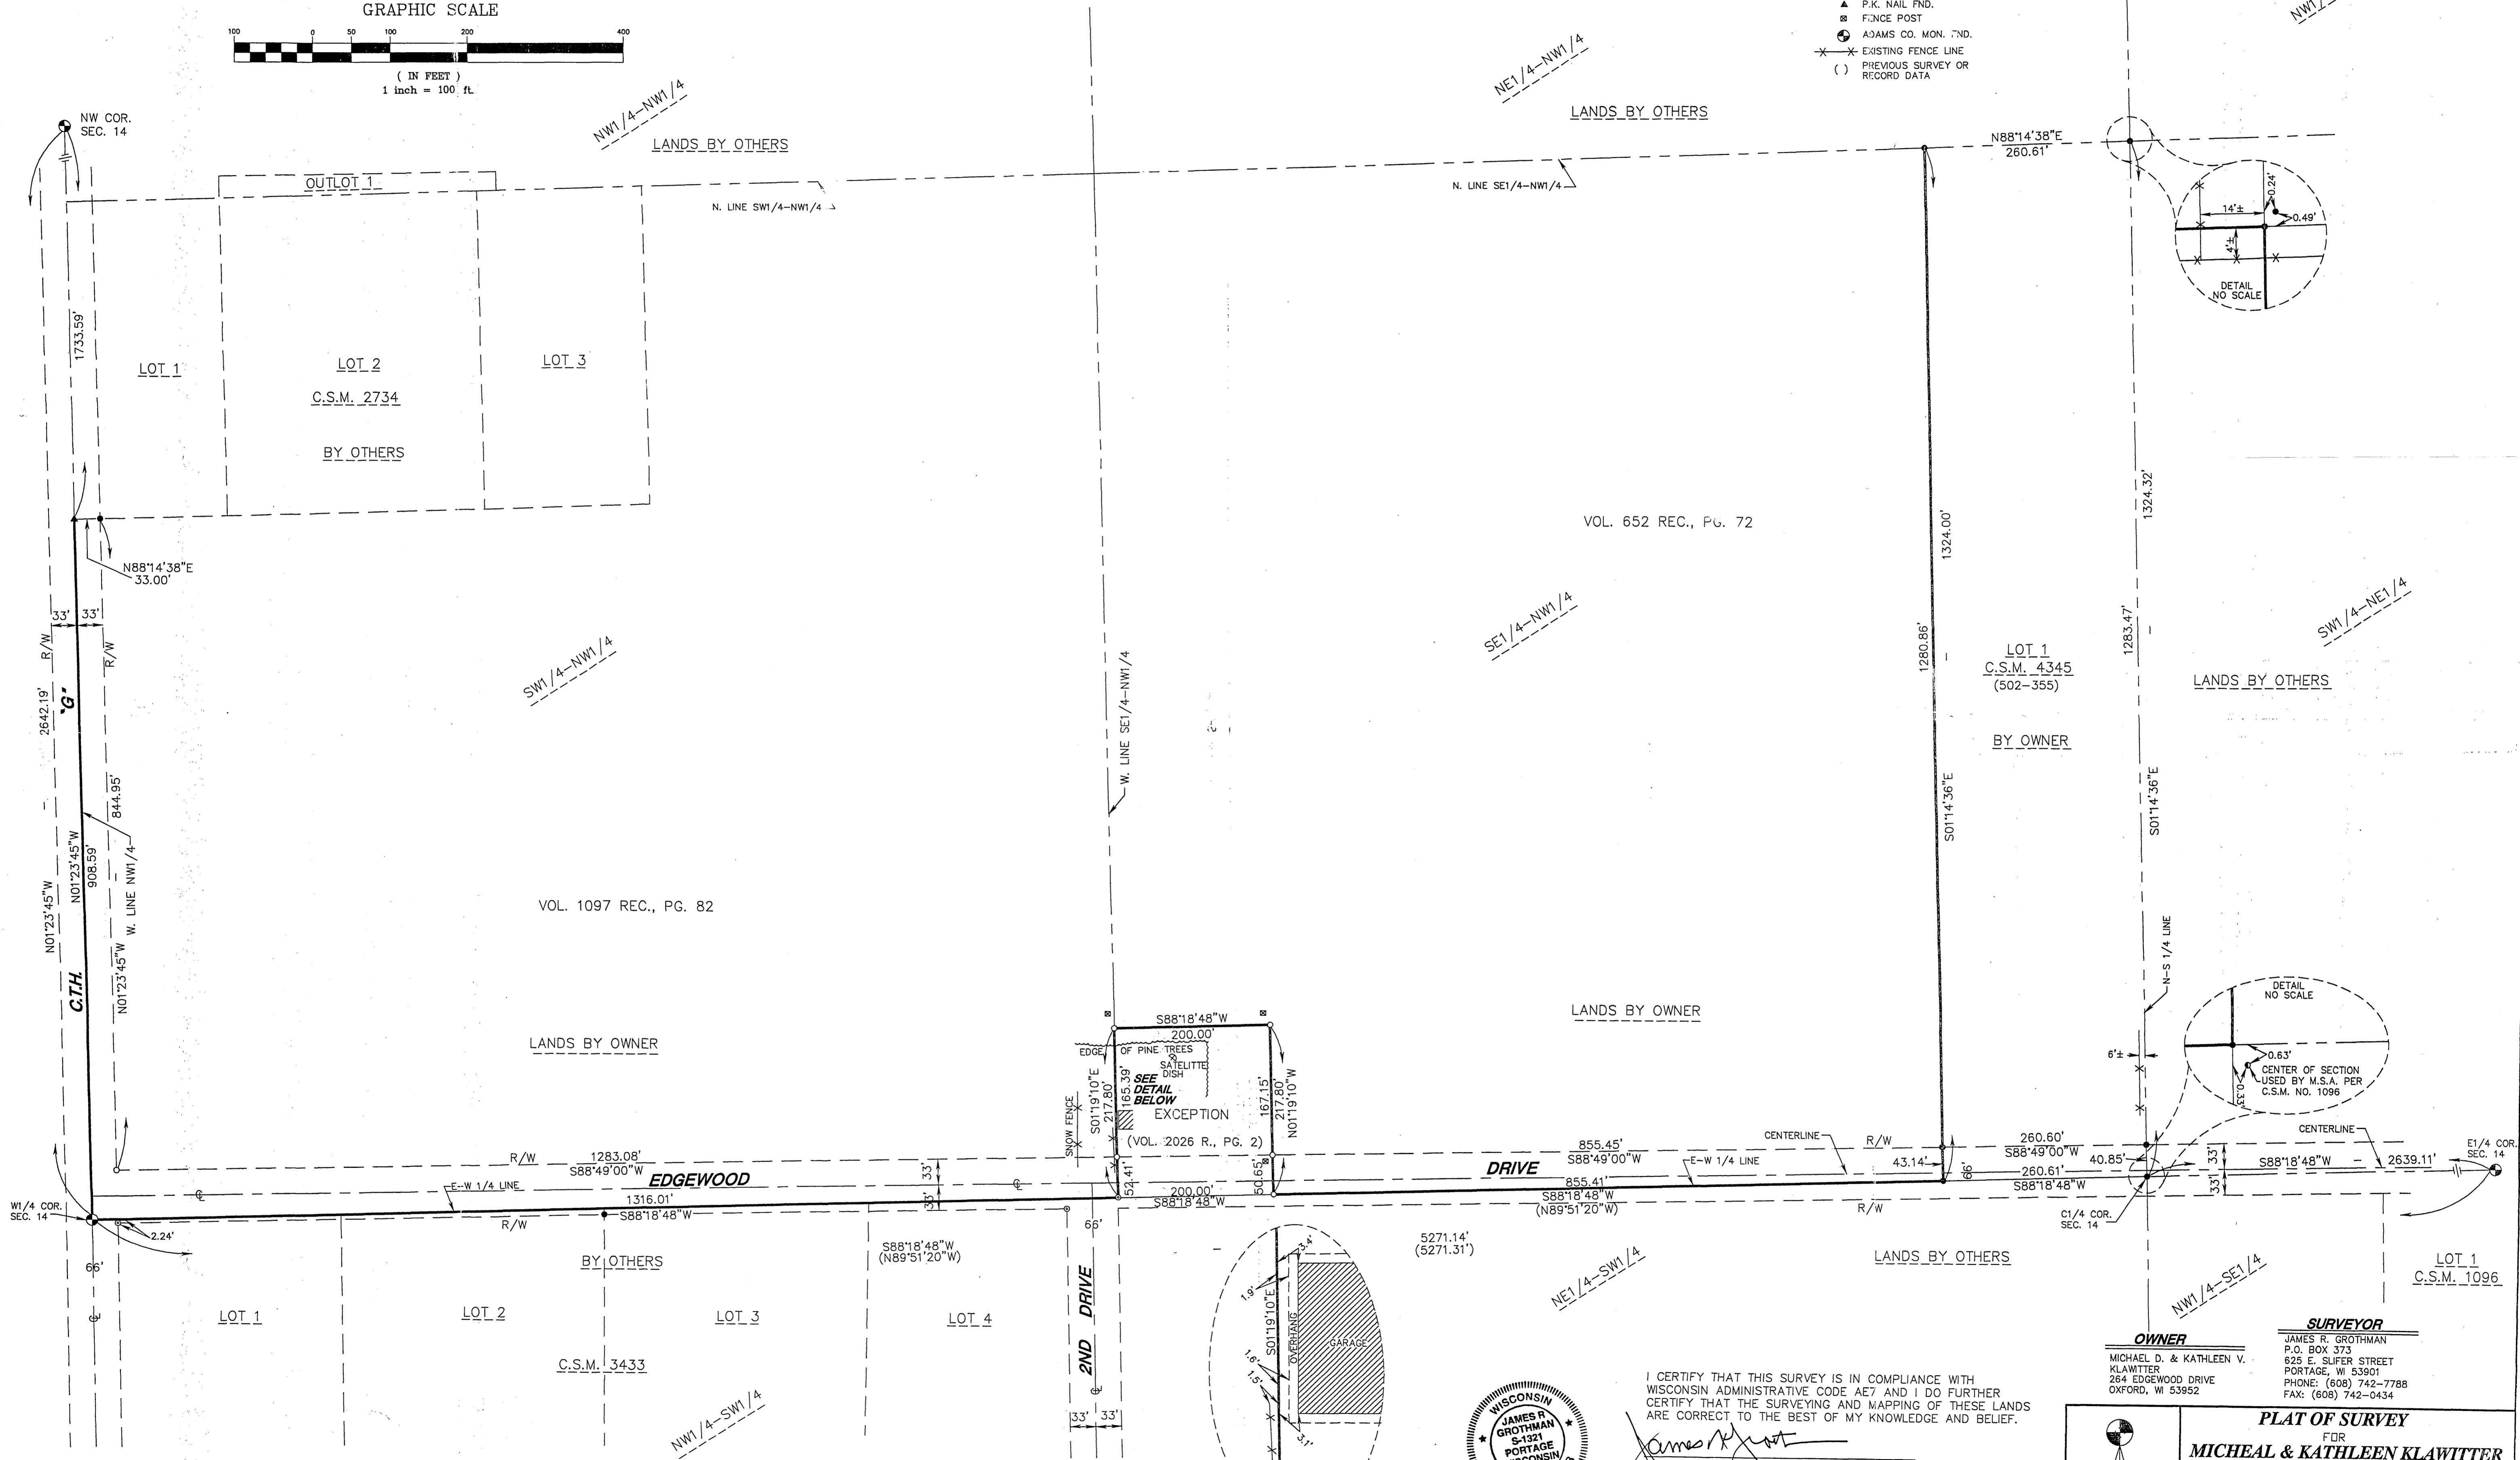 GRAPHIC SCALE
100 0 50 100 200 400
( IN FEET )
1 inch = 100 ft.
P.K. NAIL FND.
FENCE POST
ADAMS CO. MON. FND.
EXISTING FENCE LINE
( ) PREVIOUS SURVEY OR
RECORD DATA
NW1/
NW COR.
SEC. 14
NW1/4-NW1/4
LANDS BY OTHERS
NE1/4-NW1/4
LANDS BY OTHERS
N88°14'38"E
260.61'
OUTLOT 1
N. LINE SW1/4-NW1/4
N. LINE SE1/4-NW1/4
14'±
0.24'
0.49'
4'±
DETAIL
NO SCALE
1733.59'
LOT 1
LOT 2
LOT 3
C.S.M. 2734
BY OTHERS
N88°14'38"E
33.00'
33' 33'
R/W
R/W
2642.19'
"G"
844.95'
N01°23'45"W
N01°23'45"W
908.59'
W. LINE NW1/4
N01°23'45"W
C.T.H.
SW1/4-NW1/4
VOL. 1097 REC., PG. 82
LANDS BY OWNER
W. LINE SE1/4-NW1/4
VOL. 652 REC., PG. 72
SE1/4-NW1/4
LANDS BY OWNER
1324.00'
1280.86'
S01°14'36"E
LOT 1
C.S.M. 4345
(502-355)
BY OWNER
1324.32'
1283.47'
S01°14'36"E
N-S 1/4 LINE
SW1/4-NE1/4
LANDS BY OTHERS
S88°18'48"W
200.00'
EDGE OF PINE TREES
SATELITTE
DISH
SEE
DETAIL
BELOW
EXCEPTION
(VOL. 2026 R., PG. 2)
SNOW FENCE
S01°19'10"E
217.80'
165.39'
167.15'
217.80'
N01°19'10"W
52.41'
50.65'
6'±
DETAIL
NO SCALE
0.63'
CENTER OF SECTION
USED BY M.S.A. PER
C.S.M. NO. 1096
0.33'
R/W
1283.08'
S88°49'00"W
33'
33'
EDGEWOOD
DRIVE
E-W 1/4 LINE
1316.01'
S88°18'48"W
200.00'
S88°18'48"W
855.45'
S88°49'00"W
CENTERLINE
R/W
E-W 1/4 LINE
43.14'
855.41'
S88°18'48"W
(N89°51'20"W)
R/W
66'
260.60'
S88°49'00"W
260.61'
S88°18'48"W
40.85'
33'
33'
CENTERLINE
S88°18'48"W
2639.11'
E1/4 COR.
SEC. 14
C1/4 COR.
SEC. 14
W1/4 COR.
SEC. 14
2.24'
R/W
66'
66'
BY OTHERS
S88°18'48"W
(N89°51'20"W)
5271.14'
(5271.31')
LOT 1
LOT 2
LOT 3
LOT 4
C.S.M. 3433
NW1/4-SW1/4
2ND DRIVE
33' 33'
3.4'
1.9'
S01°19'10"E
OVERHANG
GARAGE
1.6'
1.5'
3.1'
NE1/4-SW1/4
LANDS BY OTHERS
NW1/4-SE1/4
LOT 1
C.S.M. 1096
OWNER
MICHAEL D. & KATHLEEN V.
KLAWITTER
264 EDGEWOOD DRIVE
OXFORD, WI 53952
SURVEYOR
JAMES R. GROTHMAN
P.O. BOX 373
625 E. SLIFER STREET
PORTAGE, WI 53901
PHONE: (608) 742-7788
FAX: (608) 742-0434
I CERTIFY THAT THIS SURVEY IS IN COMPLIANCE WITH
WISCONSIN ADMINISTRATIVE CODE AE7 AND I DO FURTHER
CERTIFY THAT THE SURVEYING AND MAPPING OF THESE LANDS
ARE CORRECT TO THE BEST OF MY KNOWLEDGE AND BELIEF.
WISCONSIN
JAMES R
GROTHMAN
S-1321
PORTAGE
PLAT OF SURVEY
FOR
MICHEAL & KATHLEEN KLAWITTER